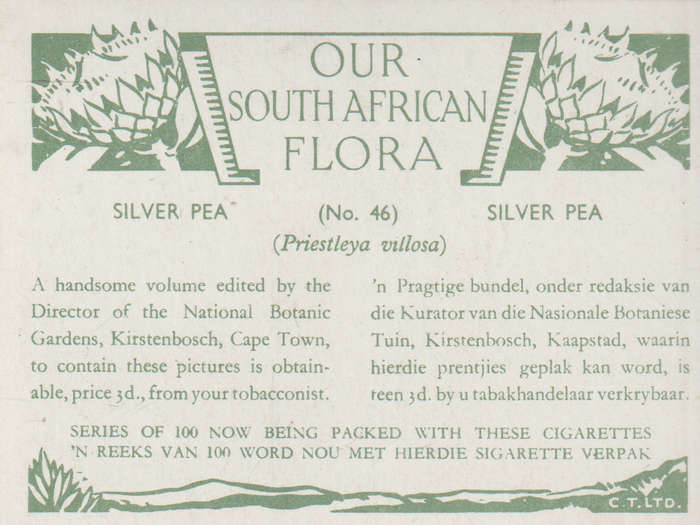 OUR
SOUTH AFRICAN
FLORA
SILVER PEA (No. 46) SILVER PEA
(Priestleya villosa)
A handsome volume edited by the
Director of the National Botanic
Gardens, Kirstenbosch, Cape Town,
to contain these pictures is obtain-
able, price 3d., from your tobacconist.
'n Pragtige bundel, onder redaksie van
die Kurator van die Nasionale Botaniese
Tuin, Kirstenbosch, Kaapstad, waarin
hierdie prentjies geplak kan word, is
teen 3d. by u tabakhandelaar verkrybaar.
SERIES OF 100 NOW BEING PACKED WITH THESE CIGARETTES
'N REEKS VAN 100 WORD NOU MET HIERDIE SIGARETTE VERPAK
C.T.LTD.